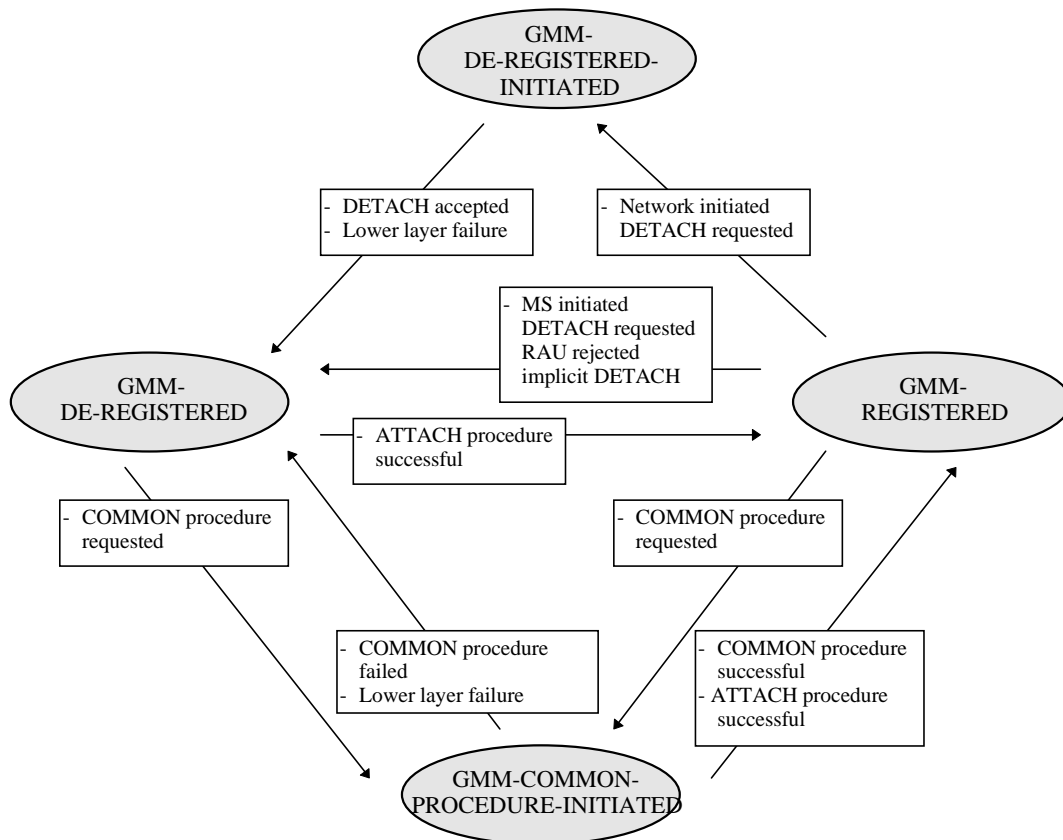 GMM-
DE-REGISTERED-
INITIATED
- DETACH accepted
- Lower layer failure
- Network initiated
DETACH requested
- MS initiated
DETACH requested
RAU rejected
implicit DETACH
GMM-
DE-REGISTERED
GMM-
REGISTERED
- ATTACH procedure
successful
- COMMON procedure
requested
- COMMON procedure
requested
- COMMON procedure
failed
- Lower layer failure
- COMMON procedure
successful
- ATTACH procedure
successful
GMM-COMMON-
PROCEDURE-INITIATED